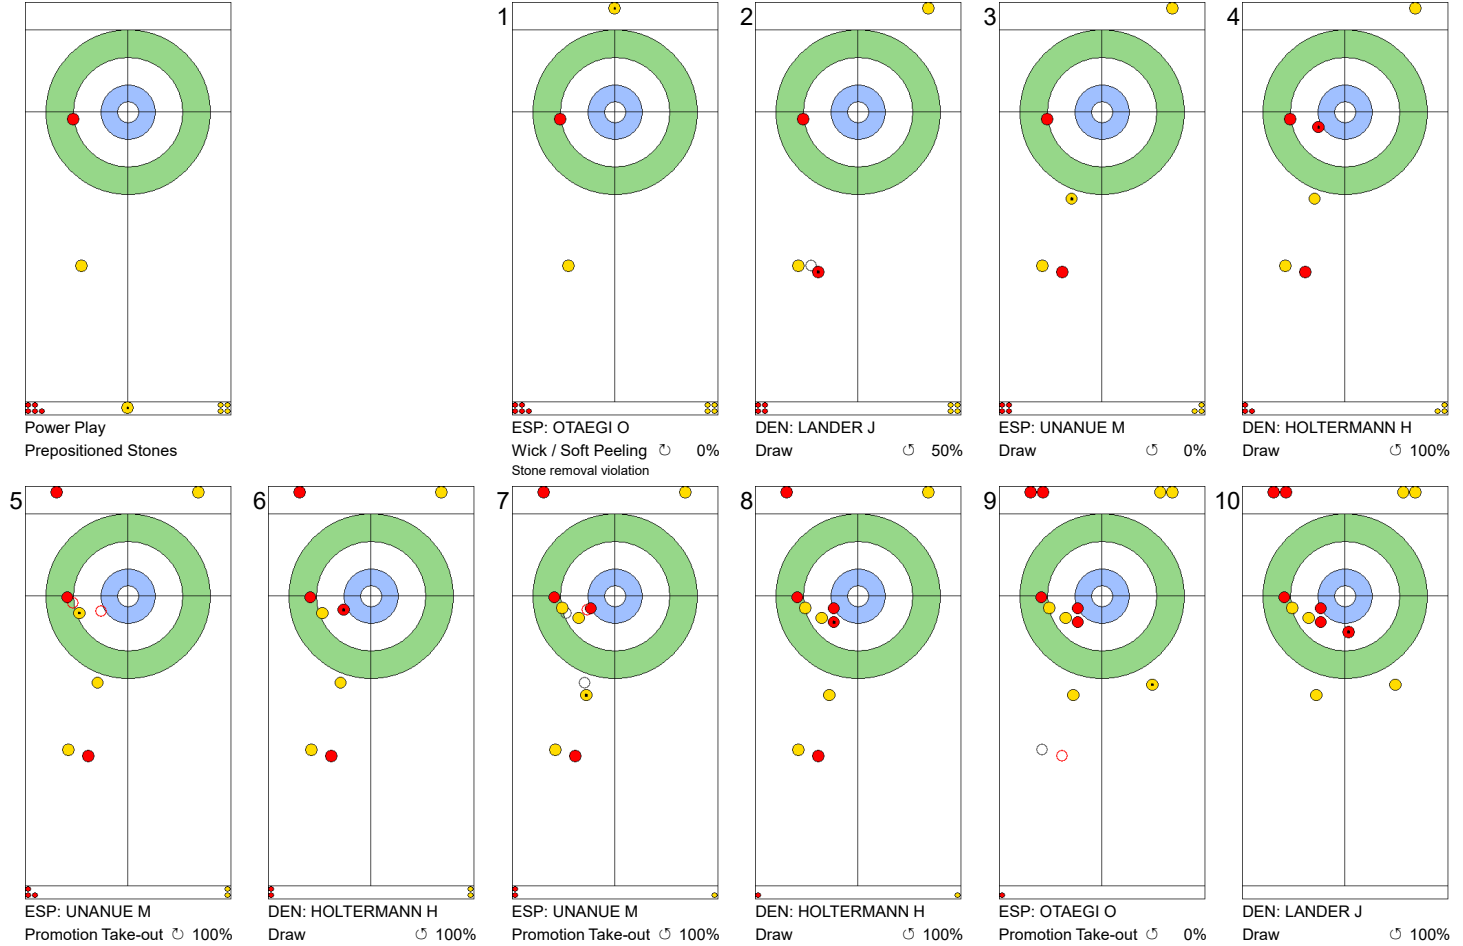 Power Play
Prepositioned Stones
1
ESP: OTAEGI O
Wick / Soft Peeling ↻ 0%
Stone removal violation
2
DEN: LANDER J
Draw ↺ 50%
3
ESP: UNANUE M
Draw ↺ 0%
4
DEN: HOLTERMANN H
Draw ↺ 100%
5
ESP: UNANUE M
Promotion Take-out ↻ 100%
6
DEN: HOLTERMANN H
Draw ↺ 100%
7
ESP: UNANUE M
Promotion Take-out ↺ 100%
8
DEN: HOLTERMANN H
Draw ↺ 100%
9
ESP: OTAEGI O
Promotion Take-out ↺ 0%
10
DEN: LANDER J
Draw ↺ 100%